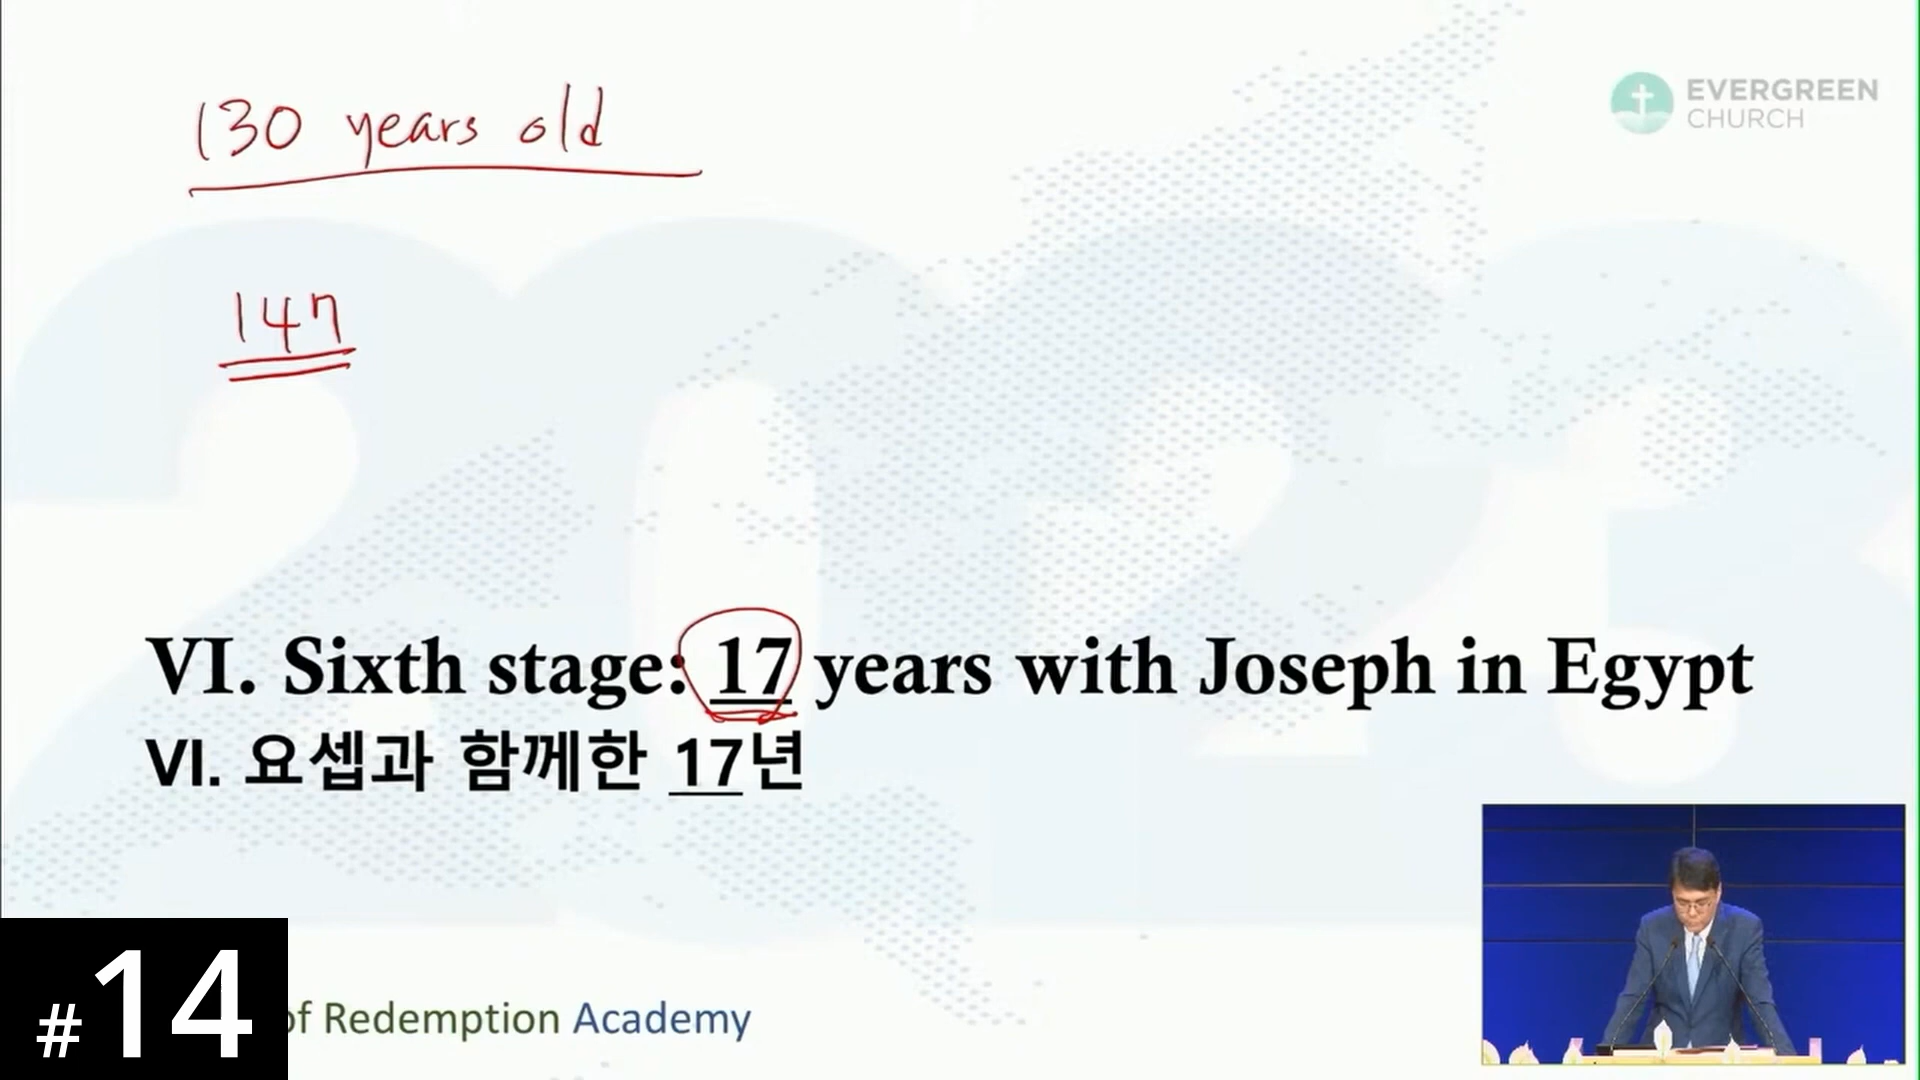 130 years old
EVERGREEN
CHURCH
147
VI. Sixth stage: 17 years with Joseph in Egypt
VI. 요셉과 함께한 17년
#14
of Redemption Academy